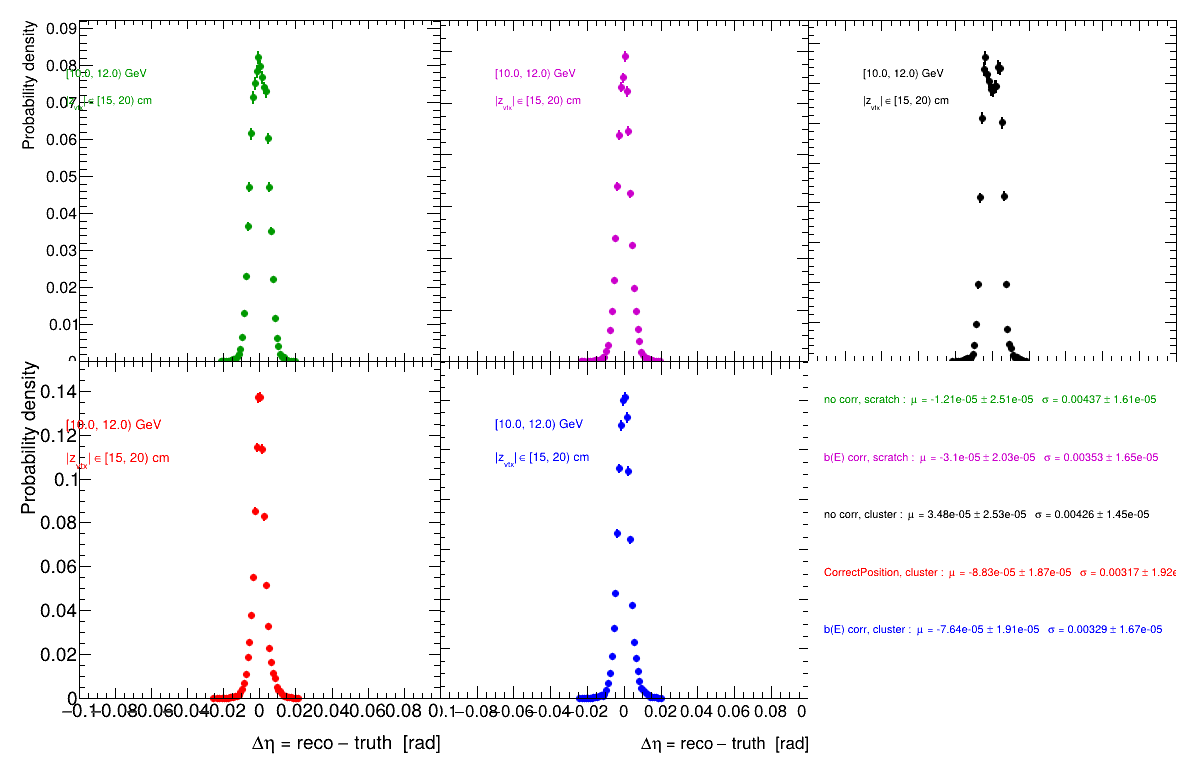 Probability density
0.09
0.08
0.07
0.06
0.05
0.04
0.03
0.02
0.01
0
[10.0, 12.0) GeV
|z_vtx| ∈ [15, 20) cm
[10.0, 12.0) GeV
|z_vtx| ∈ [15, 20) cm
[10.0, 12.0) GeV
|z_vtx| ∈ [15, 20) cm
Probability density
0.14
0.12
0.1
0.08
0.06
0.04
0.02
0
[10.0, 12.0) GeV
|z_vtx| ∈ [15, 20) cm
−0.1 −0.08 −0.06 −0.04 −0.02 0 0.02 0.04 0.06 0.08 0.1
Δη = reco − truth [rad]
[10.0, 12.0) GeV
|z_vtx| ∈ [15, 20) cm
−0.08 −0.06 −0.04 −0.02 0 0.02 0.04 0.06 0.08 0
Δη = reco − truth [rad]
no corr, scratch : μ = -1.21e-05 ± 2.51e-05 σ = 0.00437 ± 1.61e-05
b(E) corr, scratch : μ = -3.1e-05 ± 2.03e-05 σ = 0.00353 ± 1.65e-05
no corr, cluster : μ = 3.48e-05 ± 2.53e-05 σ = 0.00426 ± 1.45e-05
CorrectPosition, cluster : μ = -8.83e-05 ± 1.87e-05 σ = 0.00317 ± 1.92e
b(E) corr, cluster : μ = -7.64e-05 ± 1.91e-05 σ = 0.00329 ± 1.67e-05